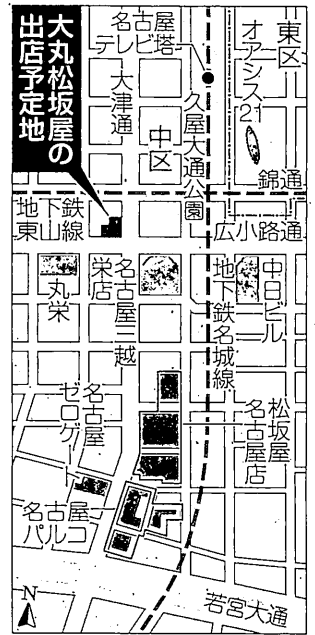 大丸松坂屋の
出店予定地
名古屋
テレビ塔
東区
オアシス21
大津通
中区
久屋大通公園
錦通
地下鉄
東山線
広小路通
丸栄
名古屋三越
栄店
地下鉄名城線
中日ビル
名古屋
ゼロゲート
松坂屋
名古屋店
名古屋
パルコ
若宮大通
N